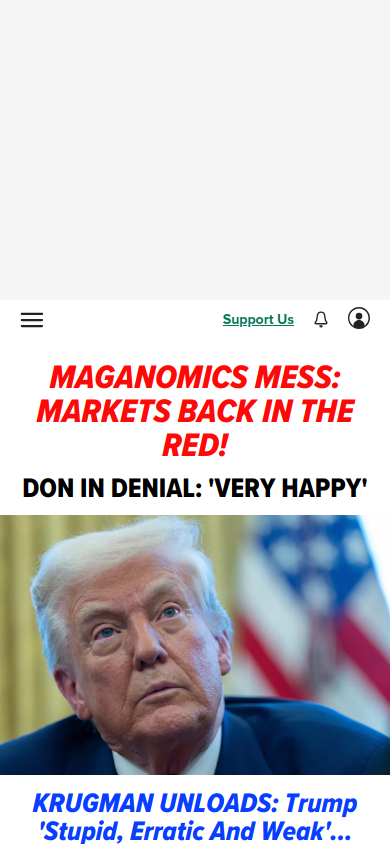 Support Us
MAGANOMICS MESS:
MARKETS BACK IN THE
RED!
DON IN DENIAL: 'VERY HAPPY'
KRUGMAN UNLOADS: Trump
'Stupid, Erratic And Weak'...